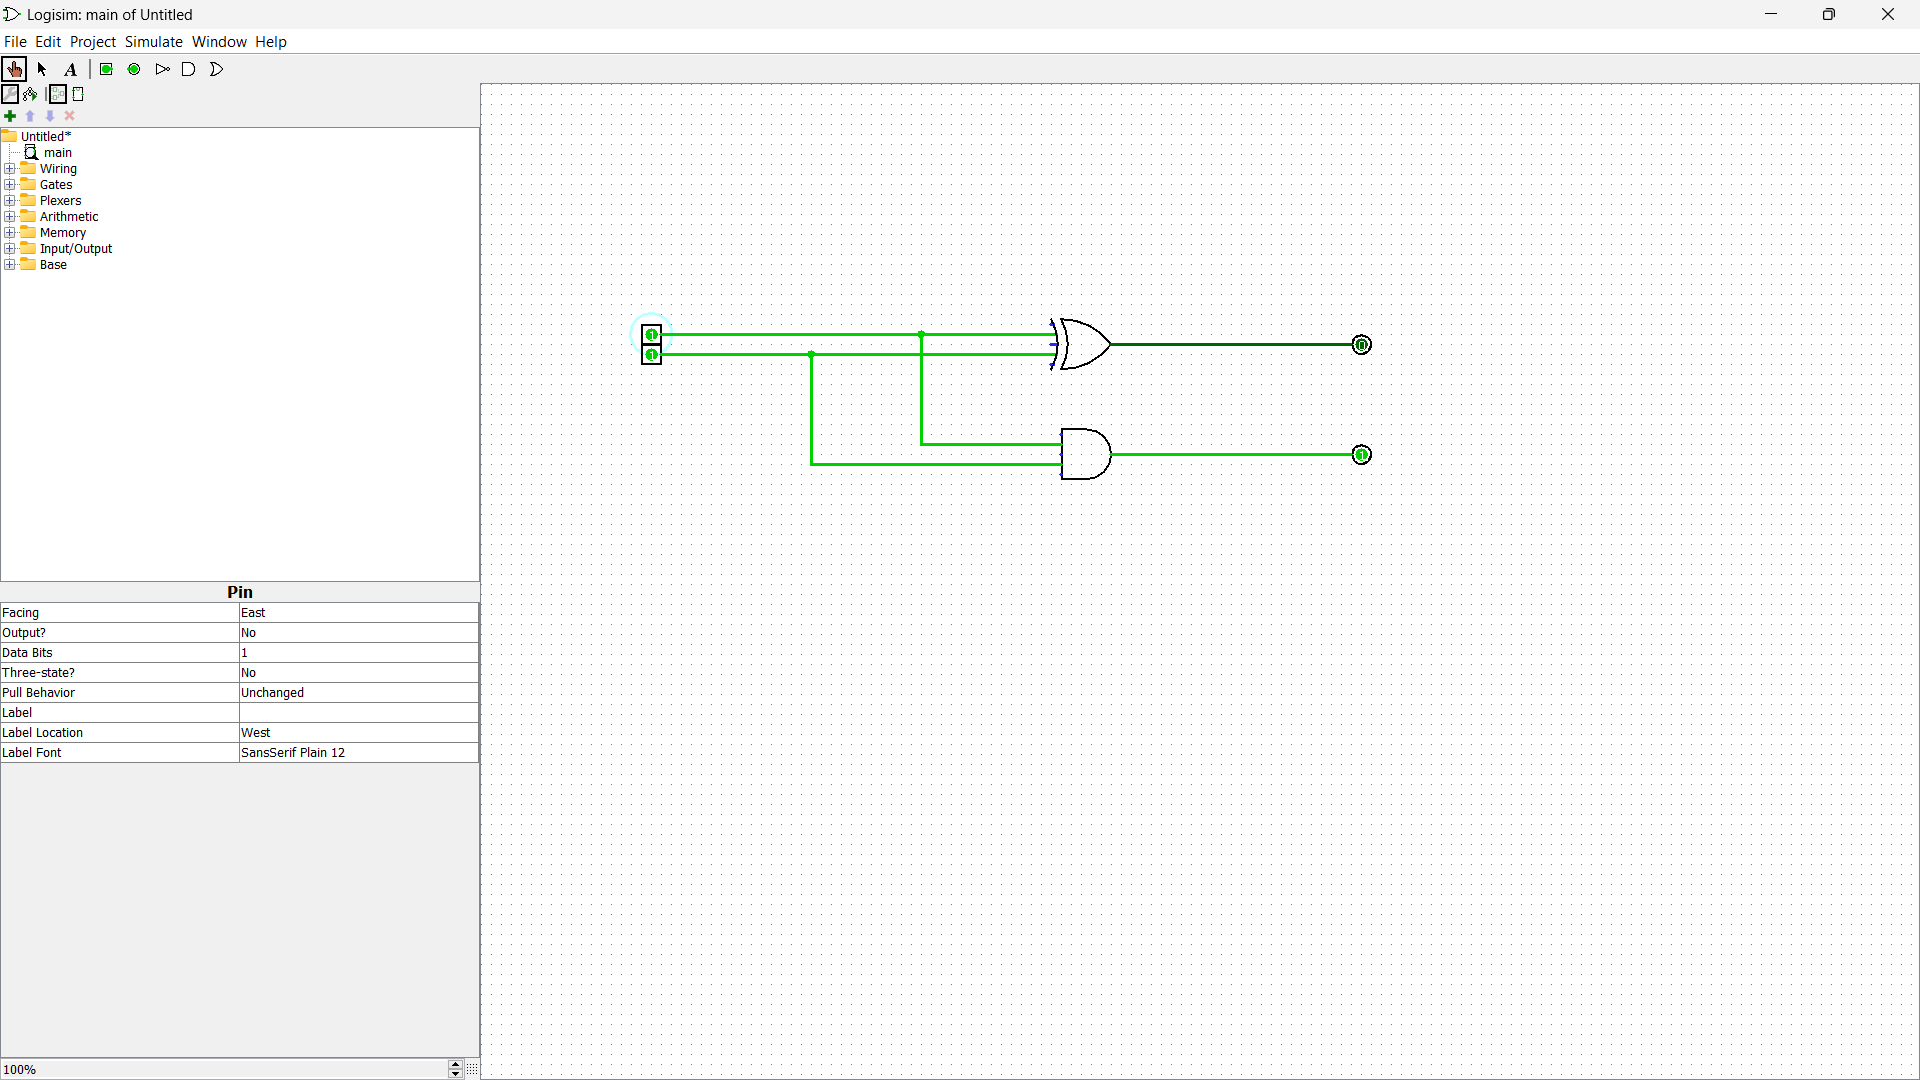 Logisim: main of Untitled
File Edit Project Simulate Window Help
A
Untitled*
main
Wiring
Gates
Plexers
Arithmetic
Memory
Input/Output
Base
1
1
0
1
Pin
Facing East
Output? No
Data Bits 1
Three-state? No
Pull Behavior Unchanged
Label
Label Location West
Label Font SansSerif Plain 12
100%